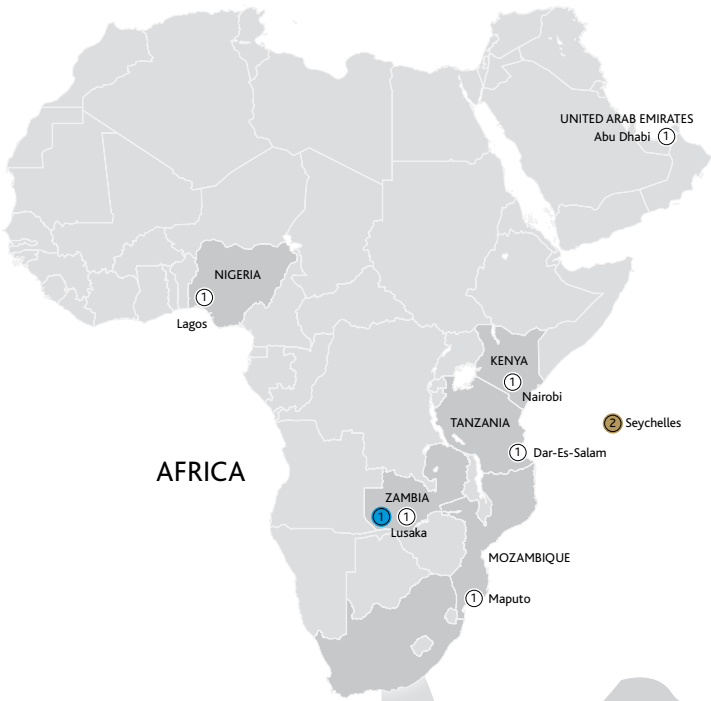 UNITED ARAB EMIRATES
Abu Dhabi 1
NIGERIA
1
Lagos
KENYA
1
Nairobi
TANZANIA
2 Seychelles
1 Dar-Es-Salam
AFRICA
ZAMBIA
1 1
Lusaka
MOZAMBIQUE
1 Maputo